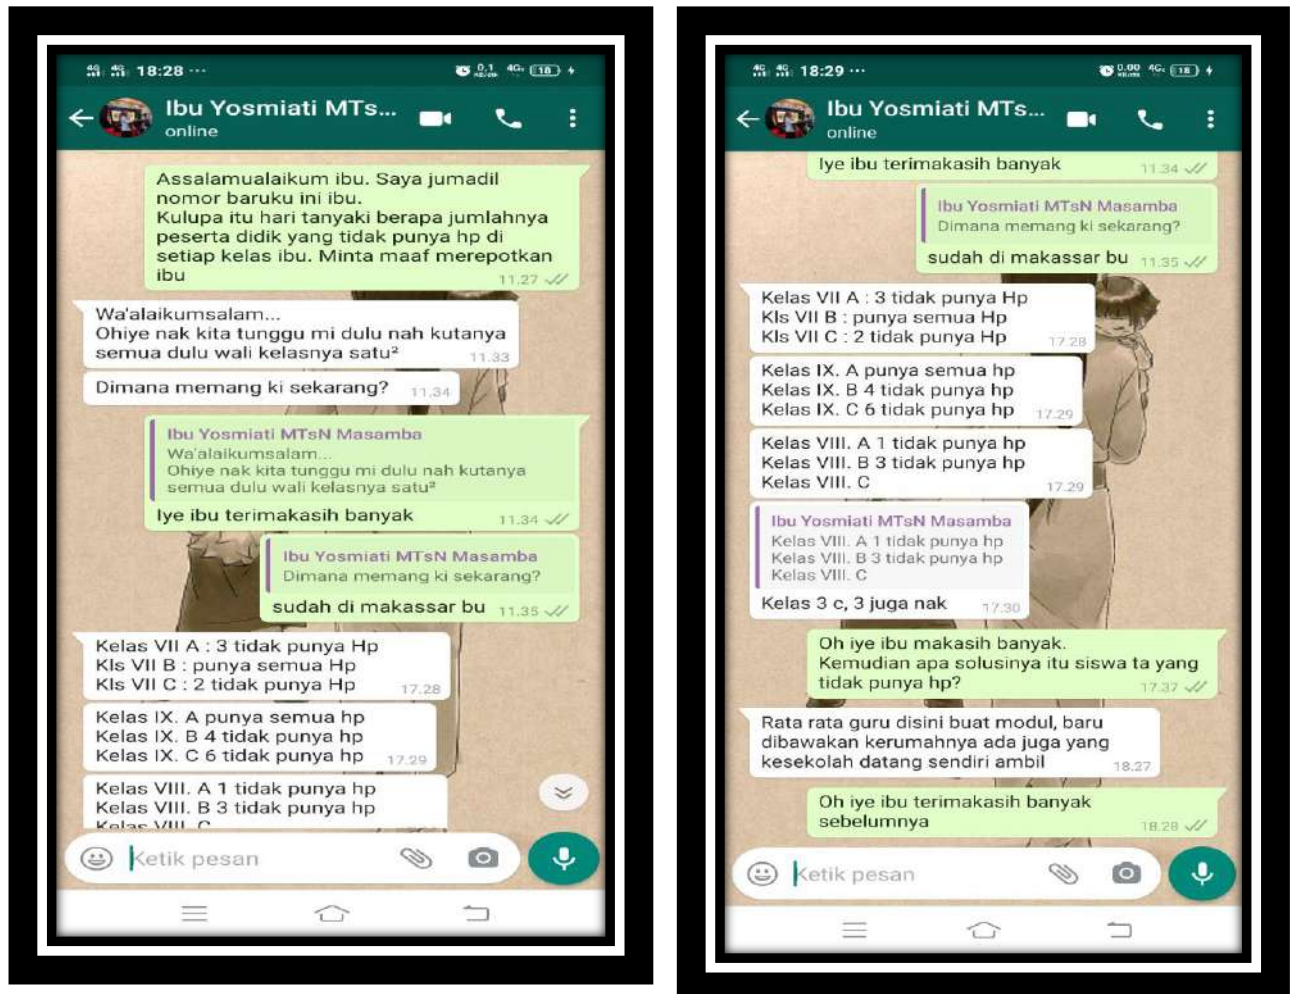 18:28 ...
0.1
4G+
18
Ibu Yosmiati MTs...
online
Assalamualaikum ibu. Saya jumadil
nomor baruku ini ibu.
Kulupa itu hari tanyaki berapa jumlahnya
peserta didik yang tidak punya hp di
setiap kelas ibu. Minta maaf merepotkan
ibu
11.27
Wa'alaikumsalam...
Ohiye nak kita tunggu mi dulu nah kutanya
semua dulu wali kelasnya satu²
11.33
Dimana memang ki sekarang?
11.34
Ibu Yosmiati MTsN Masamba
Wa'alaikumsalam...
Ohiye nak kita tunggu mi dulu nah kutanya
semua dulu wali kelasnya satu²
Iye ibu terimakasih banyak
11.34
Ibu Yosmiati MTsN Masamba
Dimana memang ki sekarang?
sudah di makassar bu
11.35
Kelas VII A : 3 tidak punya Hp
Kls VII B : punya semua Hp
Kls VII C : 2 tidak punya Hp
17.28
Kelas IX. A punya semua hp
Kelas IX. B 4 tidak punya hp
Kelas IX. C 6 tidak punya hp
17.29
Kelas VIII. A 1 tidak punya hp
Kelas VIII. B 3 tidak punya hp
Kelas VIII. C
Ketik pesan
18:29 ...
0.00
4G+
18
Ibu Yosmiati MTs...
online
Iye ibu terimakasih banyak
11.34
Ibu Yosmiati MTsN Masamba
Dimana memang ki sekarang?
sudah di makassar bu
11.35
Kelas VII A : 3 tidak punya Hp
Kls VII B : punya semua Hp
Kls VII C : 2 tidak punya Hp
17.28
Kelas IX. A punya semua hp
Kelas IX. B 4 tidak punya hp
Kelas IX. C 6 tidak punya hp
17.29
Kelas VIII. A 1 tidak punya hp
Kelas VIII. B 3 tidak punya hp
Kelas VIII. C
17.29
Ibu Yosmiati MTsN Masamba
Kelas VIII. A 1 tidak punya hp
Kelas VIII. B 3 tidak punya hp
Kelas VIII. C
Kelas 3 c, 3 juga nak
17.30
Oh iye ibu makasih banyak.
Kemudian apa solusinya itu siswa ta yang
tidak punya hp?
17.37
Rata rata guru disini buat modul, baru
dibawakan kerumahnya ada juga yang
kesekolah datang sendiri ambil
18.27
Oh iye ibu terimakasih banyak
sebelumnya
18.28
Ketik pesan